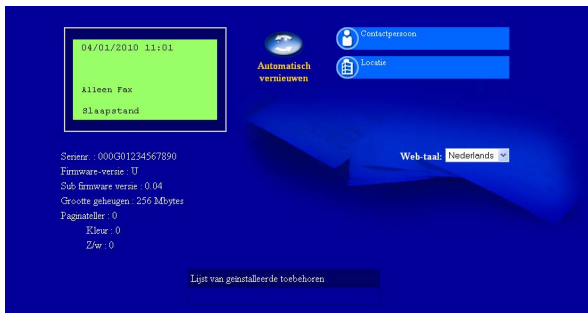 04/01/2010 11:01
Alleen Fax
Slaapstand
Automatisch
vernieuwen
Contactpersoon
Locatie
Serienr. : 000G01234567890
Firmware-versie : U
Sub firmware versie : 0.04
Grootte geheugen : 256 Mbytes
Paginateller : 0
Kleur : 0
Z/w : 0
Web-taal: Nederlands
Lijst van geïnstalleerde toebehoren